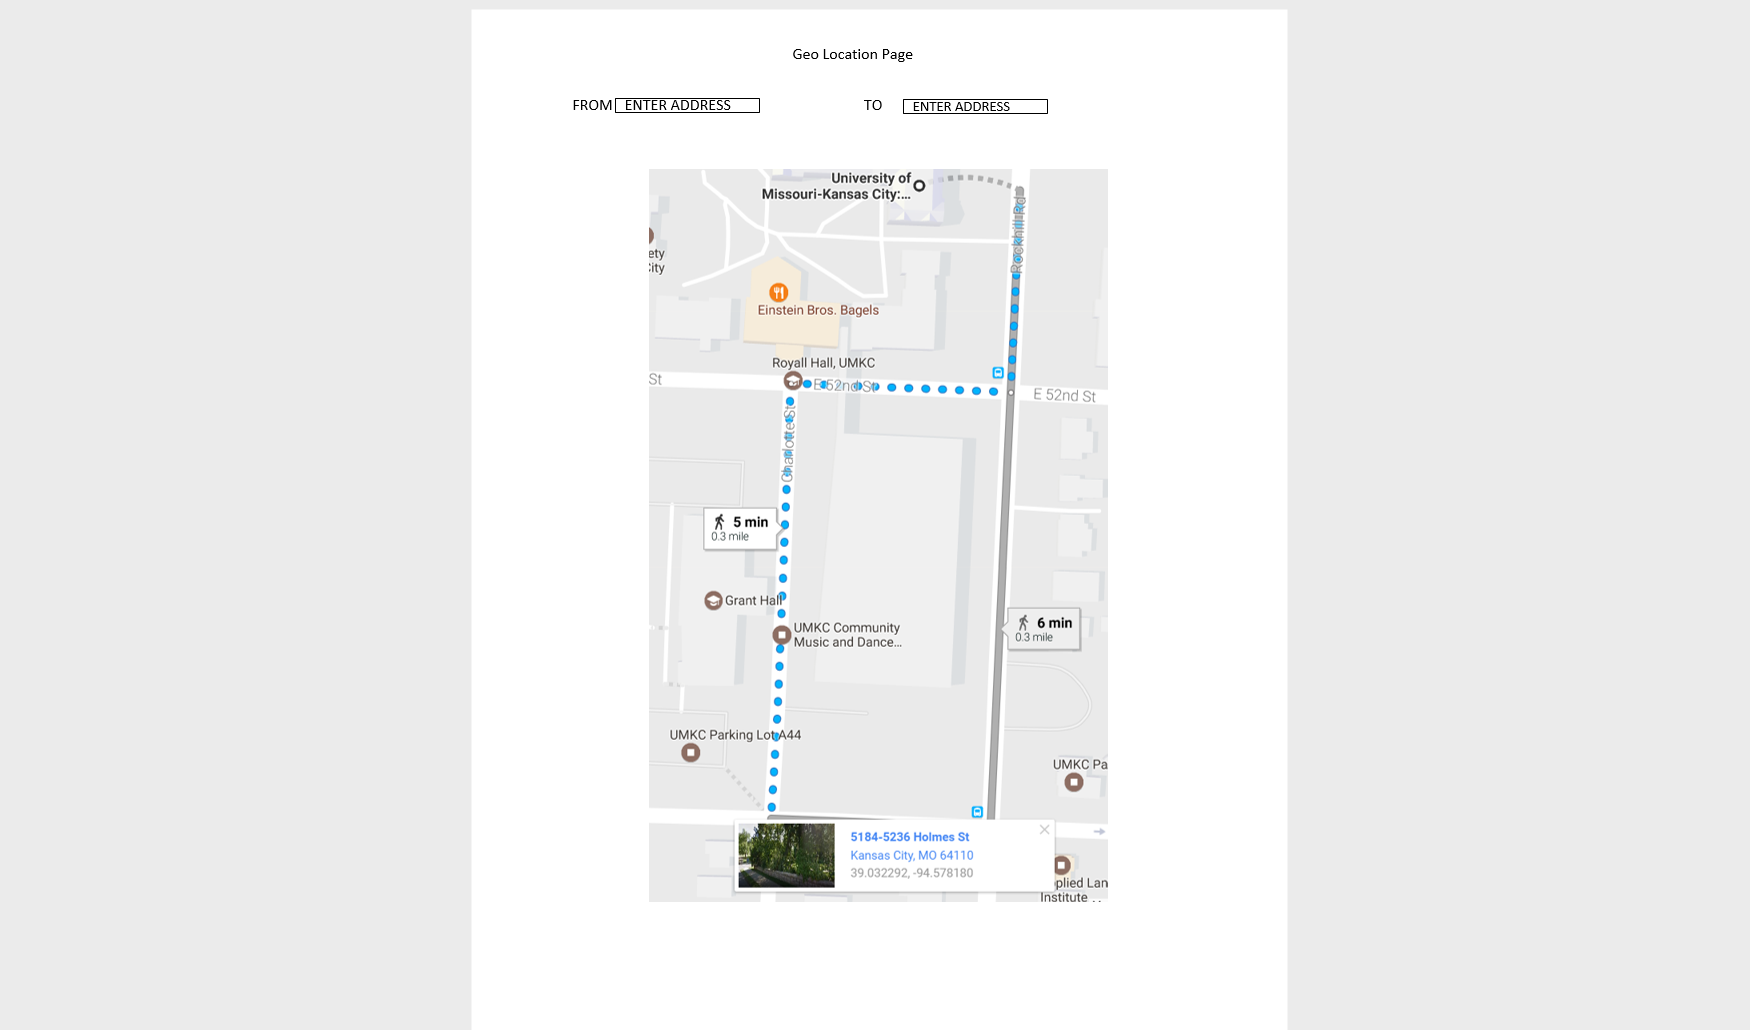 Geo Location Page
FROM ENTER ADDRESS TO ENTER ADDRESS
University of
Missouri-Kansas City:...
Rockhill Rd
ety
City
Einstein Bros. Bagels
Royall Hall, UMKC
St
E 52nd St
E 52nd St
Charlotte St
5 min
0.3 mile
Grant Hall
UMKC Community
Music and Dance...
6 min
0.3 mile
UMKC Parking Lot A44
UMKC Pa
5184-5236 Holmes St
Kansas City, MO 64110
39.032292, -94.578180
plied Lan
Institute